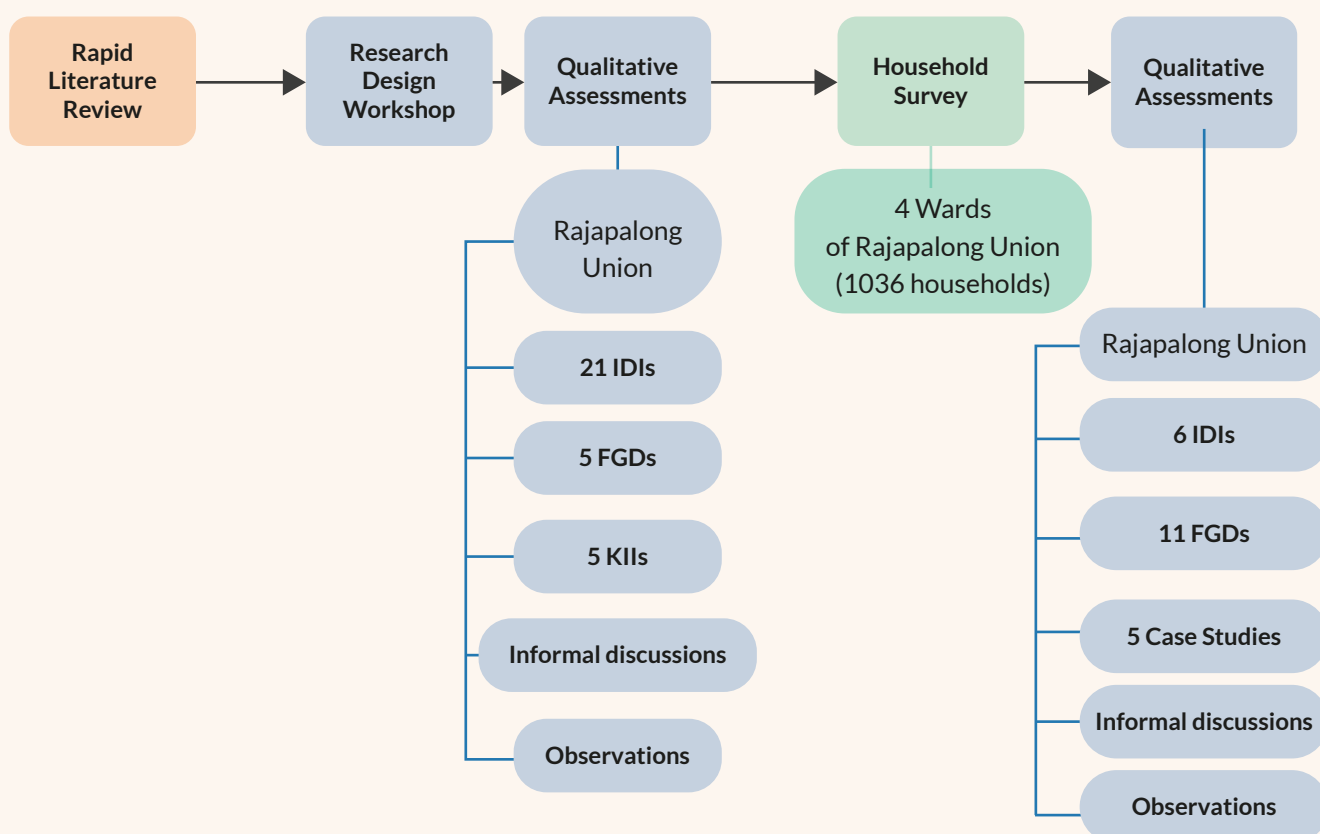 Rapid
Literature
Review
Research
Design
Workshop
Qualitative
Assessments
Household
Survey
Qualitative
Assessments
Rajapalong
Union
21 IDIs
5 FGDs
5 KIIs
Informal discussions
Observations
4 Wards
of Rajapalong Union
(1036 households)
Rajapalong Union
6 IDIs
11 FGDs
5 Case Studies
Informal discussions
Observations